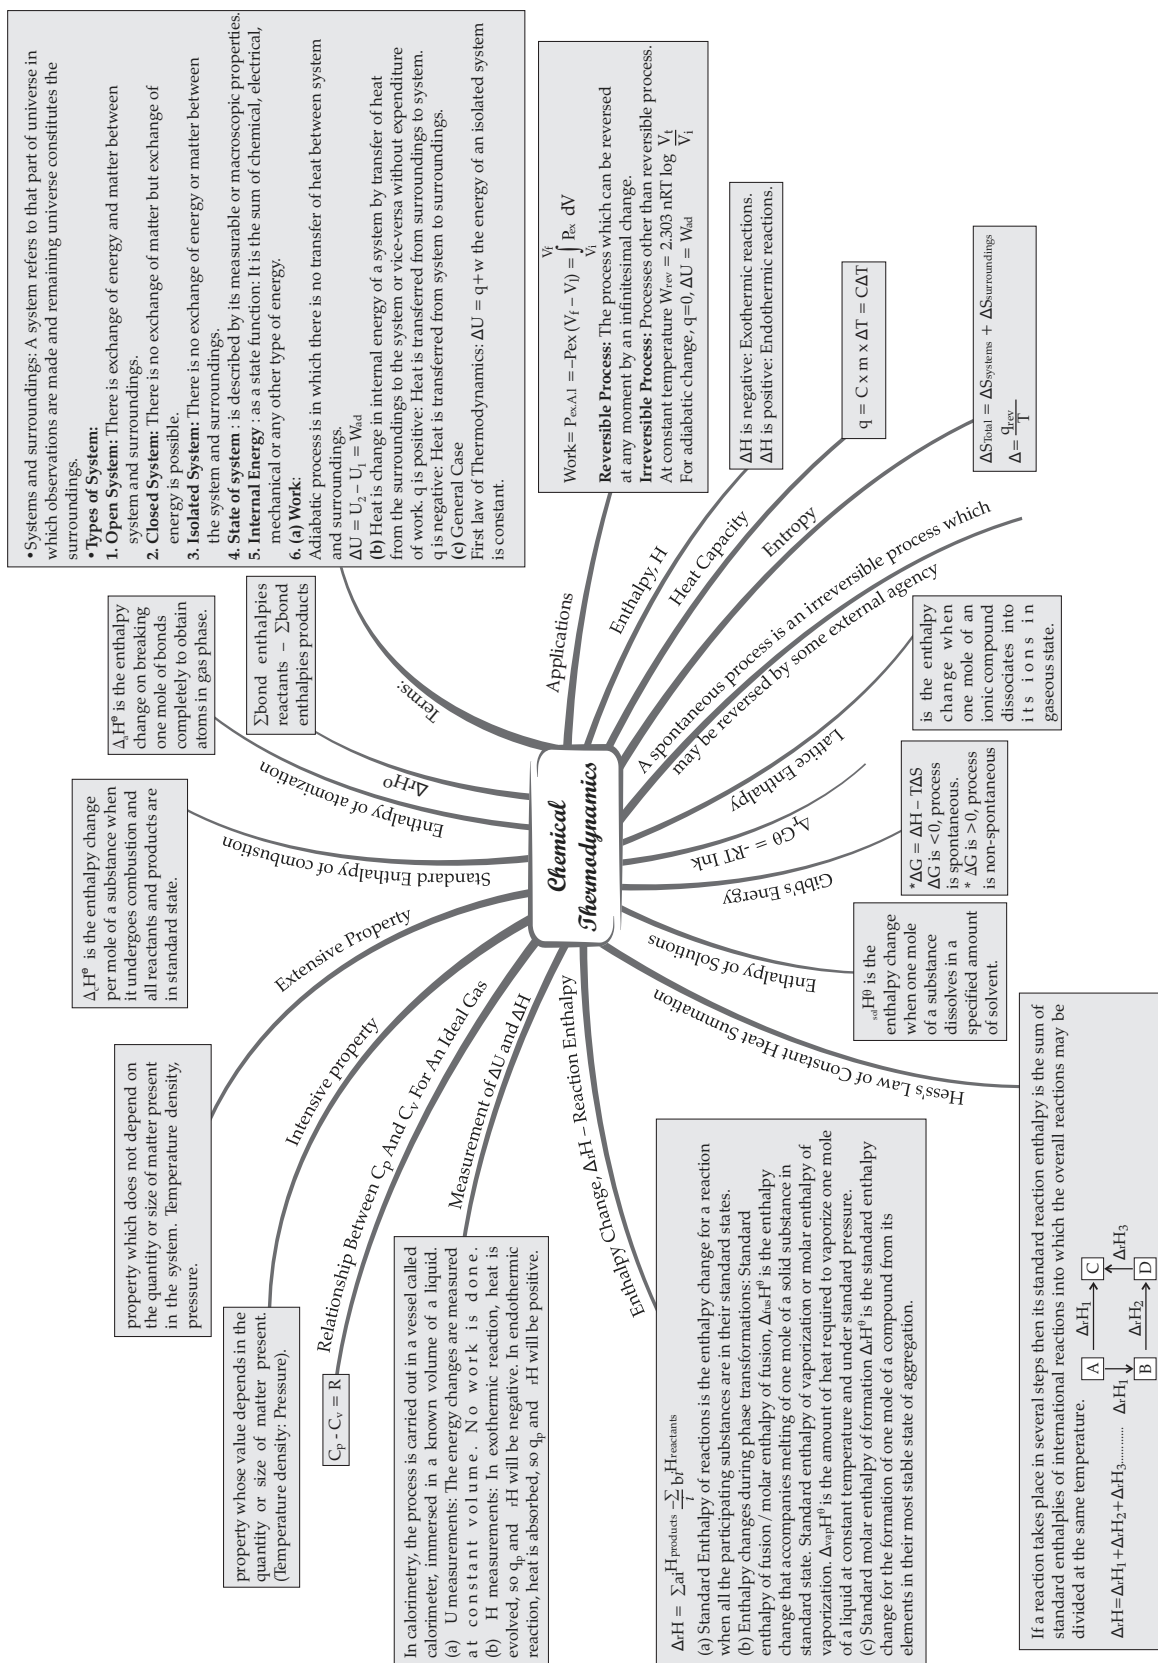 •Systems and surroundings: A system refers to that part of universe in
which observations are made and remaining universe constitutes the
surroundings.
•Types of System:
1. Open System: There is exchange of energy and matter between
system and surroundings.
2. Closed System: There is no exchange of matter but exchange of
energy is possible.
3. Isolated System: There is no exchange of energy or matter between
the system and surroundings.
4. State of system : is described by its measurable or macroscopic properties.
5. Internal Energy : as a state function: It is the sum of chemical, electrical,
mechanical or any other type of energy.
6. (a) Work:
Adiabatic process in which there is no transfer of heat between system
and surroundings.
ΔU = U₂ – U₁ = Wad
(b) Heat is change in internal energy of a system by transfer of heat
from the surroundings to the system or vice-versa without expenditure
of work. q is positive: Heat is transferred from surroundings to system.
q is negative: Heat is transferred from system to surroundings.
(c) General Case
First law of Thermodynamics: ΔU = q+w the energy of an isolated system
is constant.
Terms:
Work= Pex.A.l = –Pex (Vf – Vl) = ∫ Vf Vi Pex dV
Reversible Process: The process which can be reversed
at any moment by an infinitesimal change.
Irreversible Process: Processes other than reversible process.
At constant temperature Wrev = 2.303 nRT log Vf/Vi
For adiabatic change, q=0, ΔU = Wad
Applications
ΔH is negative: Exothermic reactions.
ΔH is positive: Endothermic reactions.
Enthalpy, H
q = C x m x ΔT = CΔT
Heat Capacity
ΔSTotal = ΔSsystems + ΔSsurroundings
Δ= qrev/T
Entropy
A spontaneous process is an irreversible process which
may be reversed by some external agency
is the enthalpy
change when
one mole of an
ionic compound
dissociates into
its ions in
gaseous state.
Lattice Enthalpy
ΔrGθ = -RT lnk
*ΔG = ΔH – TΔS
ΔG is <0, process
is spontaneous.
* ΔG is >0, process
is non-spontaneous
Gibb's Energy
solHθ is the
enthalpy change
when one mole
of a substance
dissolves in a
specified amount
of solvent.
Enthalpy of Solutions
Hess's Law of Constant Heat Summation
If a reaction takes place in several steps then its standard reaction enthalpy is the sum of
standard enthalpies of international reactions into which the overall reactions may be
divided at the same temperature.
ΔrH=ΔrH₁+ΔrH₂+ΔrH₃..........
A ΔrH₁ C
ΔrH₁ ΔrH₃
B ΔrH₂ D
Chemical
Thermodynamics
Σbond enthalpies
reactants – Σbond
enthalpies products
ΔrH⁰
ΔaH⊖ is the enthalpy
change on breaking
one mole of bonds
completely to obtain
atoms in gas phase.
Enthalpy of atomization
ΔcH⊖ is the enthalpy change
per mole of a substance when
it undergoes combustion and
all reactants and products are
in standard state.
Standard Enthalpy of combustion
Extensive Property
property which does not depend on
the quantity or size of matter present
in the system. Temperature density,
pressure.
Intensive property
property whose value depends in the
quantity or size of matter present.
(Temperature density: Pressure).
Relationship Between Cp And Cv For An Ideal Gas
Cp - Cv = R
Measurement of ΔU and ΔH
In calorimetry, the process is carried out in a vessel called
calorimeter, immersed in a known volume of a liquid.
(a) U measurements: The energy changes are measured
at constant volume. No work is done.
(b) H measurements: In exothermic reaction, heat is
evolved, so qp and rH will be negative. In endothermic
reaction, heat is absorbed, so qp and rH will be positive.
Enthalpy Change, ΔrH – Reaction Enthalpy
ΔrH = ΣaiHproducts – Σ i biHreactants
(a) Standard Enthalpy of reactions is the enthalpy change for a reaction
when all the participating substances are in their standard states.
(b) Enthalpy changes during phase transformations: Standard
enthalpy of fusion/molar enthalpy of fusion, ΔfusHθ is the enthalpy
change that accompanies melting of one mole of a solid substance in
standard state. Standard enthalpy of vaporization or molar enthalpy of
vaporization. ΔvapHθ is the amount of heat required to vaporize one mole
of a liquid at constant temperature and under standard pressure.
(c) Standard molar enthalpy of formation ΔrHθ is the standard enthalpy
change for the formation of one mole of a compound from its
elements in their most stable state of aggregation.